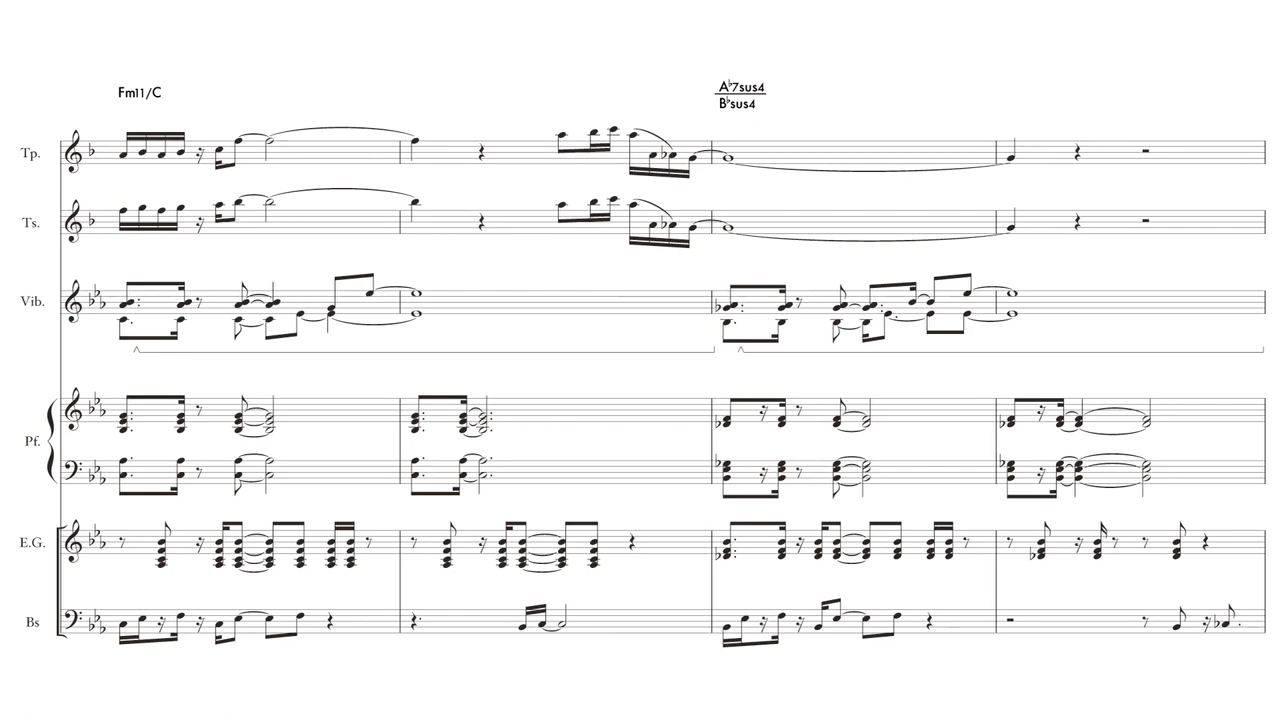 Fm11/C
A♭7sus4
B♭sus4
Tp.
Ts.
Vib.
Pf.
E.G.
Bs